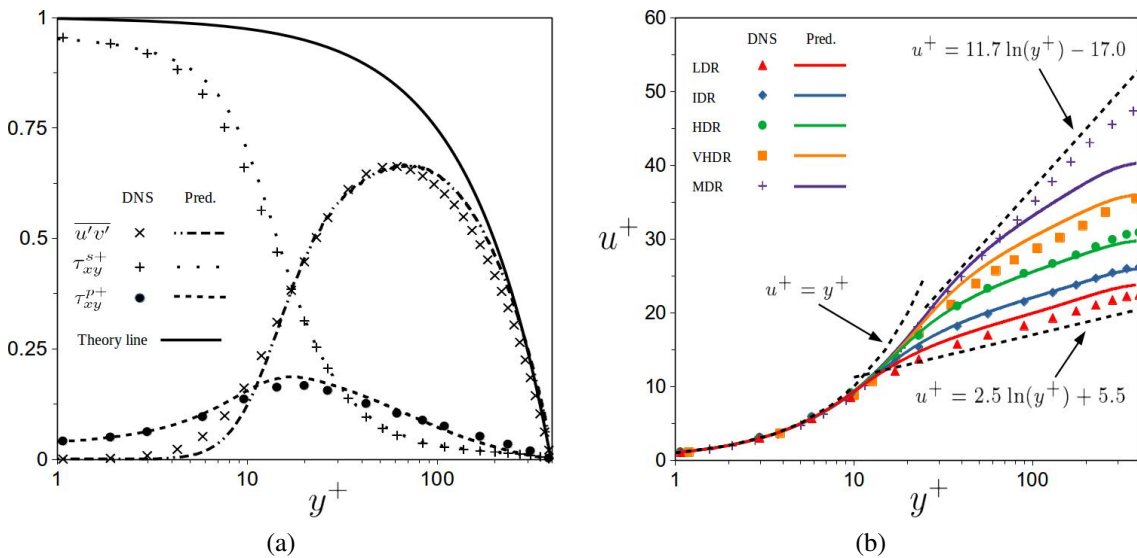 1
0.75
0.5
0.25
0
1
10
100
y⁺
DNS
Pred.
u'v'
τ_xy^s+
τ_xy^p+
Theory line
(a)
60
50
40
30
20
10
0
u⁺
1
10
100
y⁺
DNS
Pred.
LDR
IDR
HDR
VHDR
MDR
u⁺ = 11.7 ln(y⁺) − 17.0
u⁺ = y⁺
u⁺ = 2.5 ln(y⁺) + 5.5
(b)